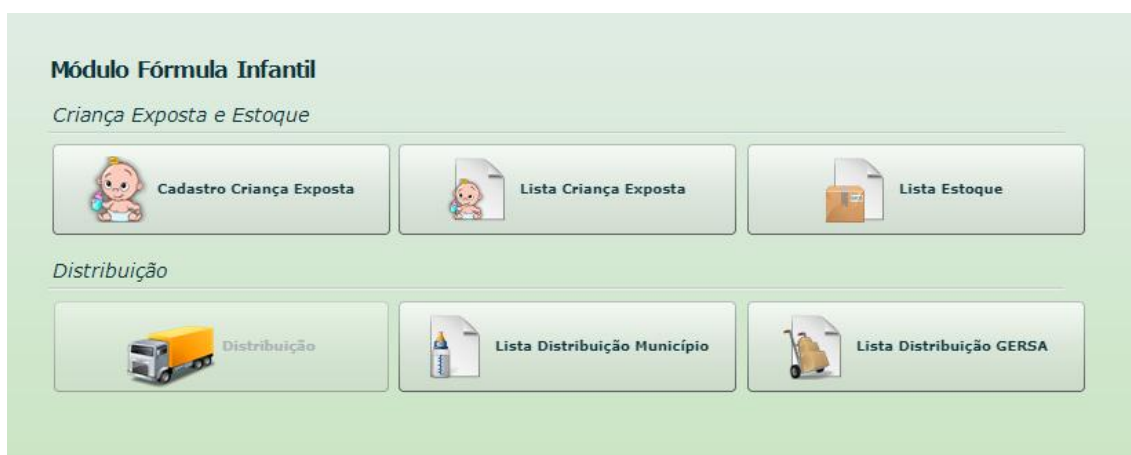 Módulo Fórmula Infantil
Criança Exposta e Estoque
Cadastro Criança Exposta
Lista Criança Exposta
Lista Estoque
Distribuição
Distribuição
Lista Distribuição Município
Lista Distribuição GERSA